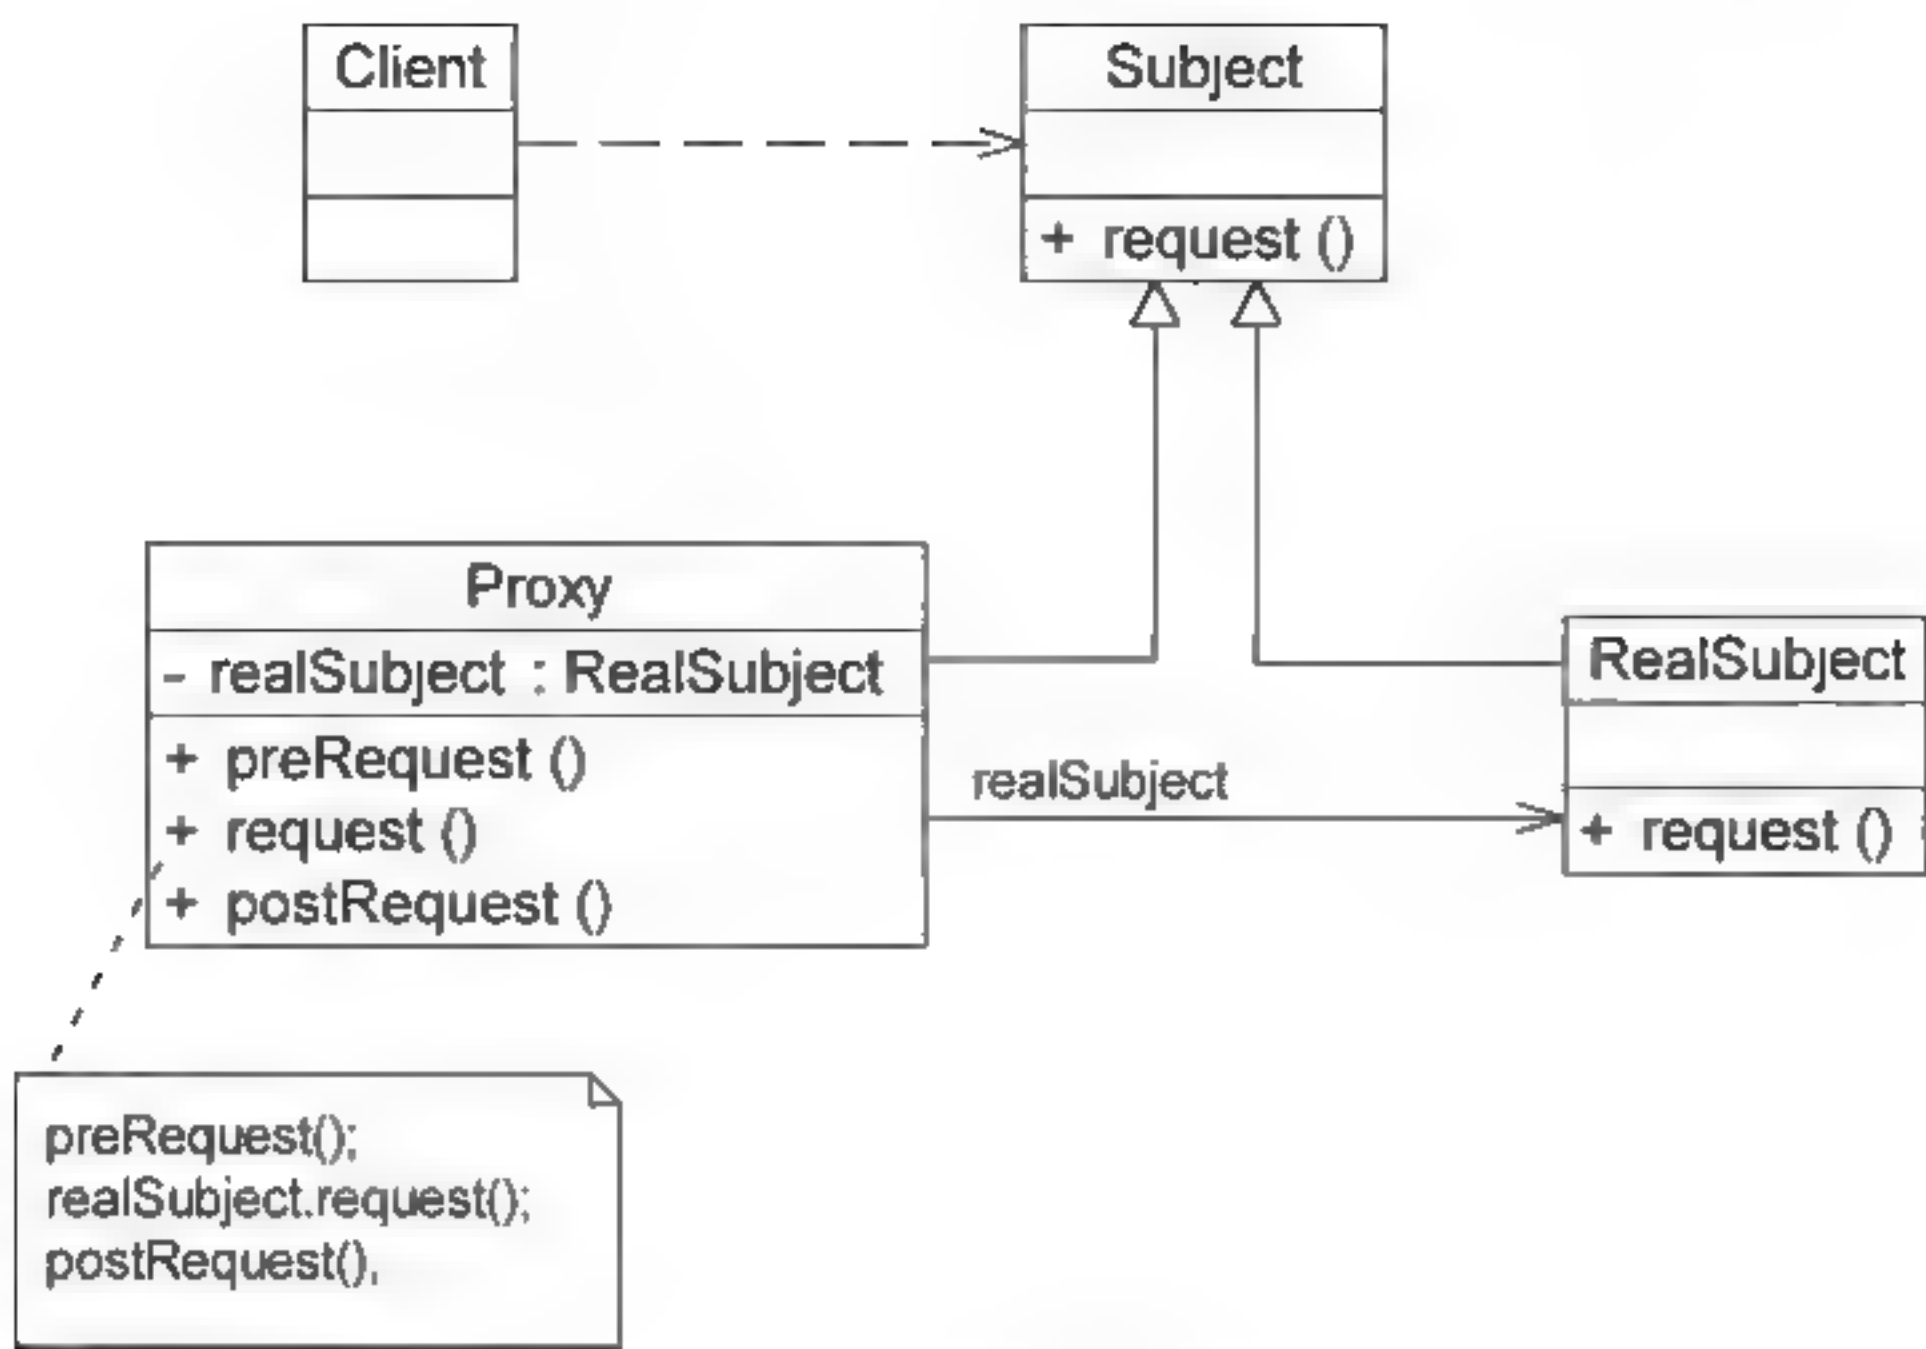 Client
Subject
+ request ()
Proxy
- realSubject : RealSubject
+ preRequest ()
+ request ()
+ postRequest ()
realSubject
RealSubject
+ request ()
preRequest();
realSubject.request();
postRequest(),